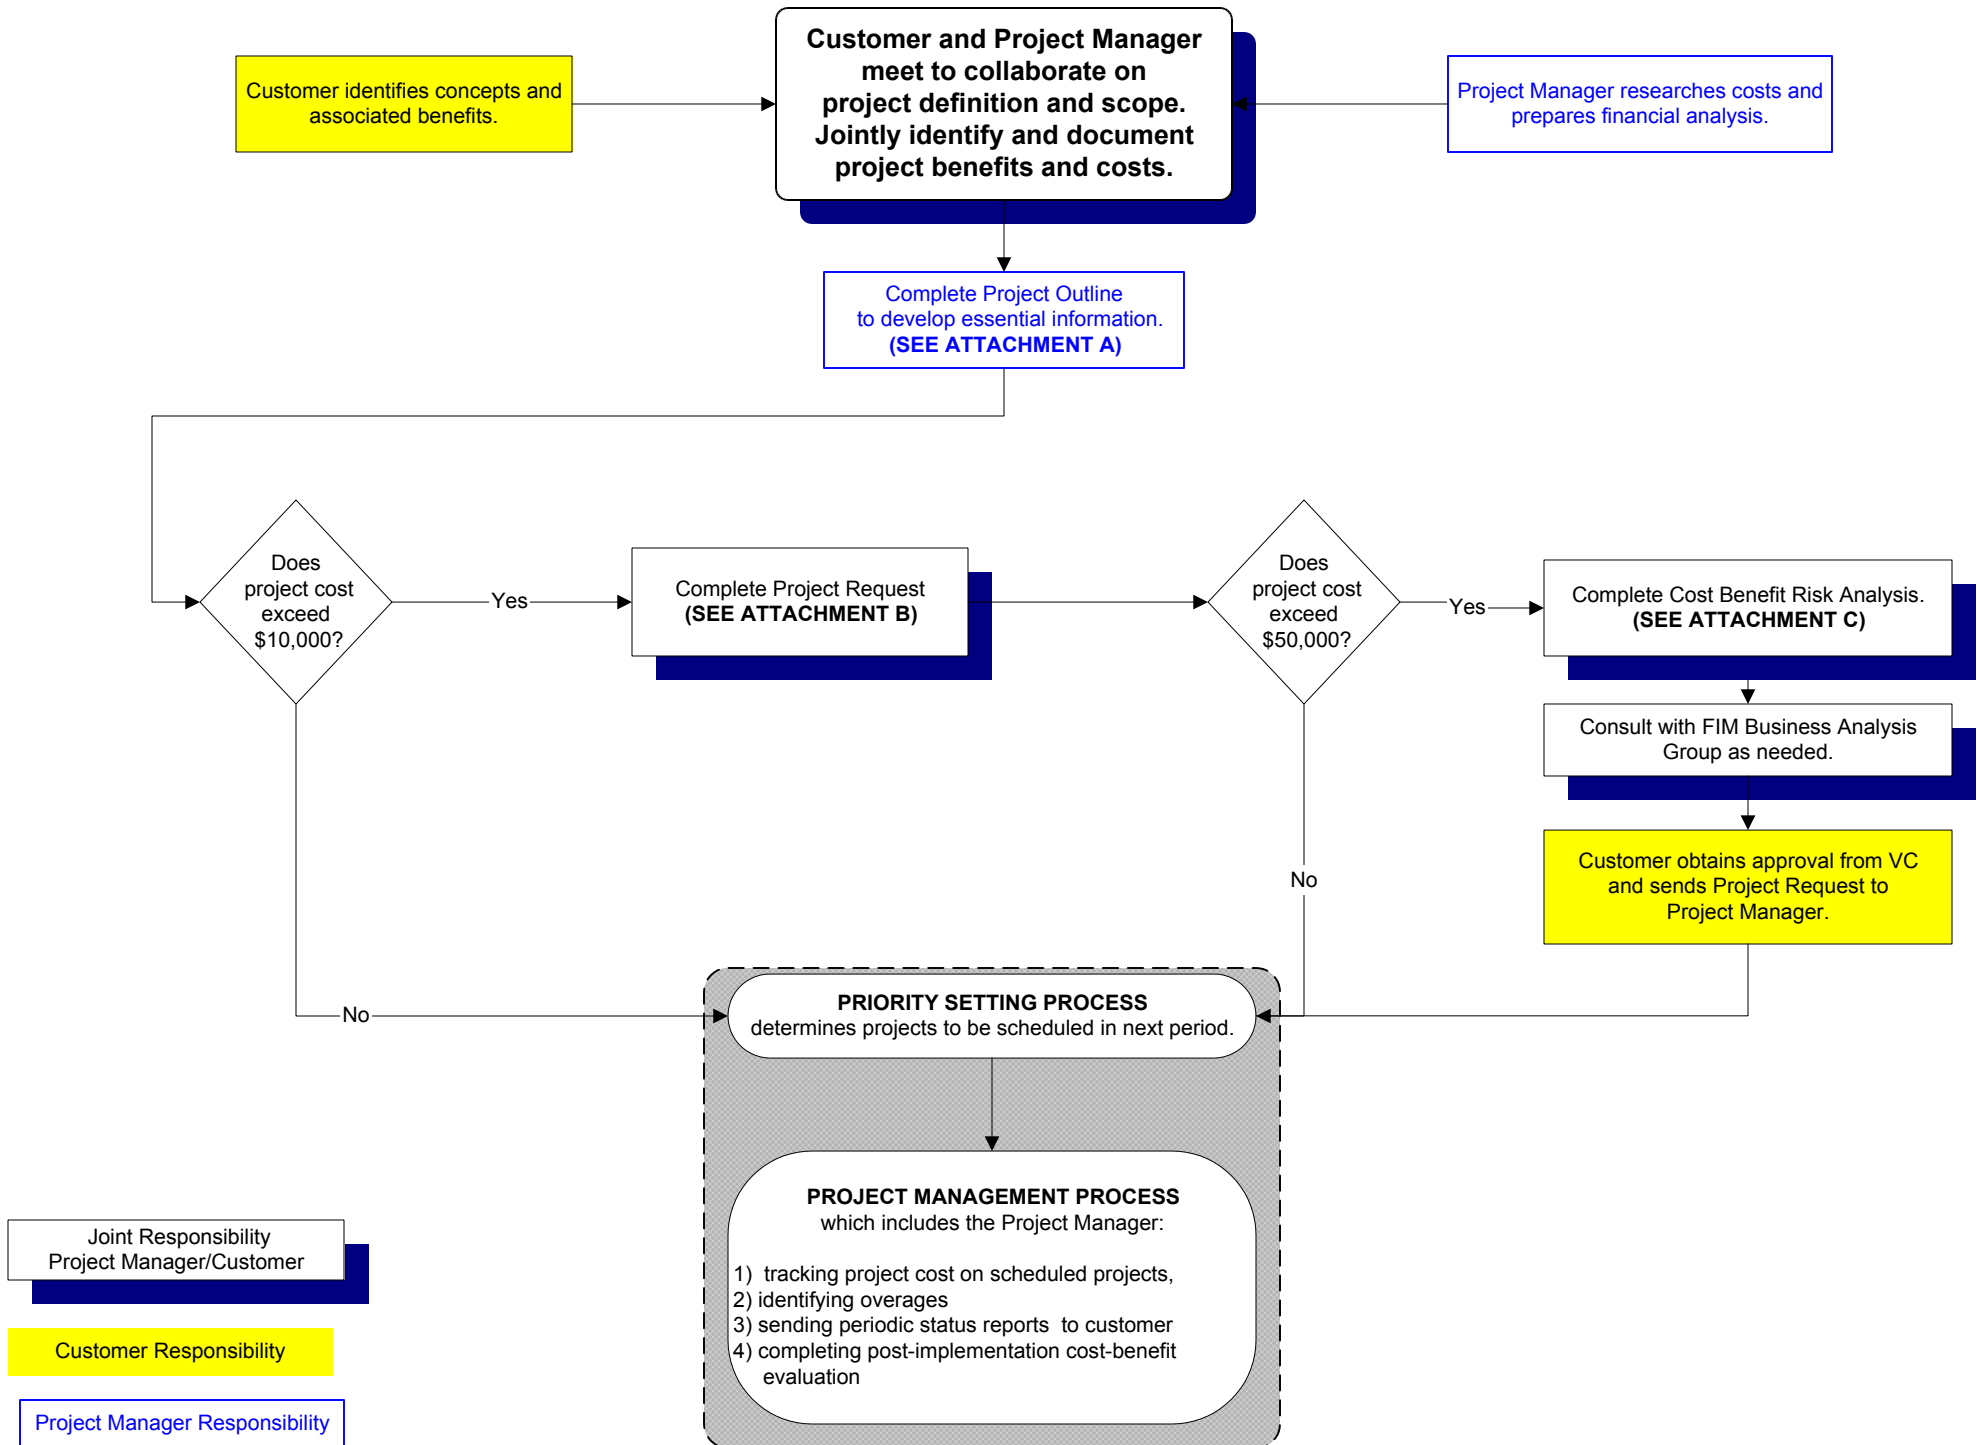 Customer and Project Manager
meet to collaborate on
project definition and scope.
Jointly identify and document
project benefits and costs.
Customer identifies concepts and
associated benefits.
Project Manager researches costs and
prepares financial analysis.
Complete Project Outline
to develop essential information.
(SEE ATTACHMENT A)
Does
project cost
exceed
$10,000?
Yes
Complete Project Request
(SEE ATTACHMENT B)
Does
project cost
exceed
$50,000?
Yes
Complete Cost Benefit Risk Analysis.
(SEE ATTACHMENT C)
Consult with FIM Business Analysis
Group as needed.
Customer obtains approval from VC
and sends Project Request to
Project Manager.
No
No
PRIORITY SETTING PROCESS
determines projects to be scheduled in next period.
PROJECT MANAGEMENT PROCESS
which includes the Project Manager:
1) tracking project cost on scheduled projects,
2) identifying overages
3) sending periodic status reports to customer
4) completing post-implementation cost-benefit
evaluation
Joint Responsibility
Project Manager/Customer
Customer Responsibility
Project Manager Responsibility